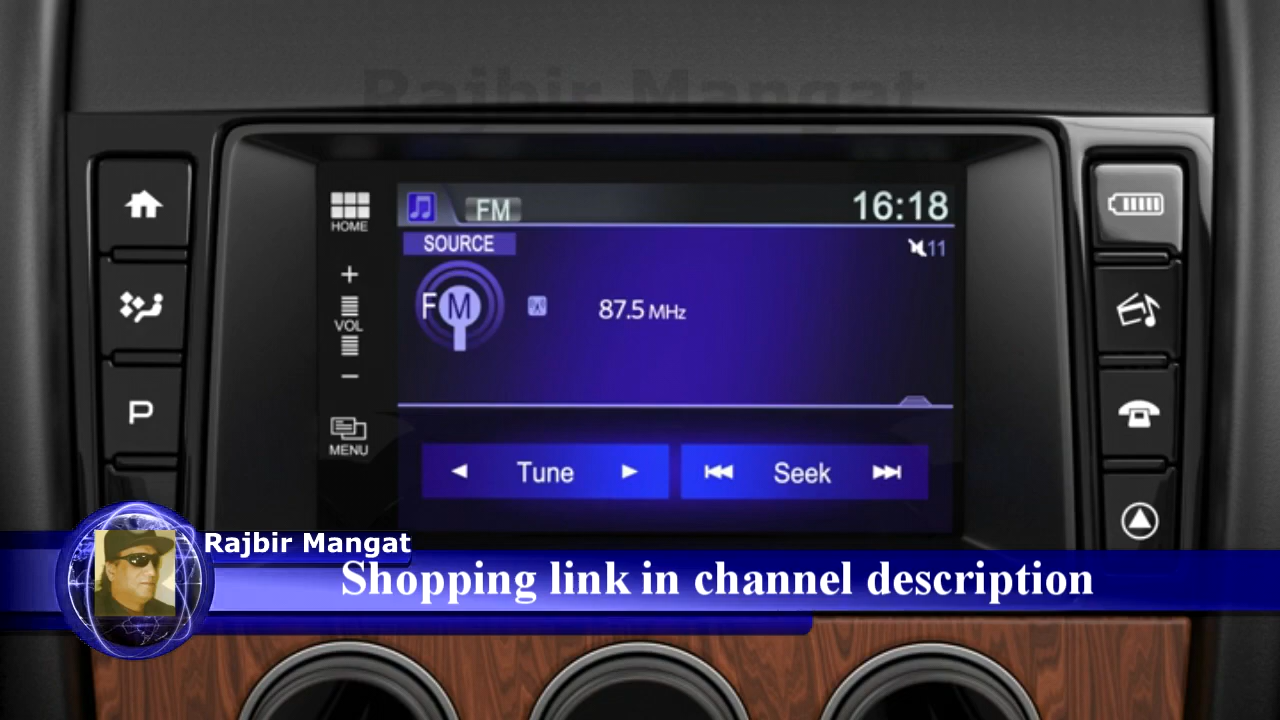 Rajbir Mangat
HOME
FM
16:18
SOURCE
11
+
FM
87.5 MHz
VOL
−
P
MENU
Tune
Seek
Rajbir Mangat
Shopping link in channel description